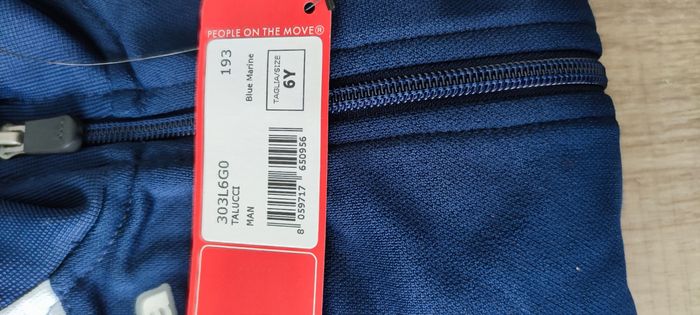 PEOPLE ON THE MOVE®
193
Blue Marine
TAGLIA/SIZE
6Y
303L6G0
TALUCCI
MAN
8 059717 650956